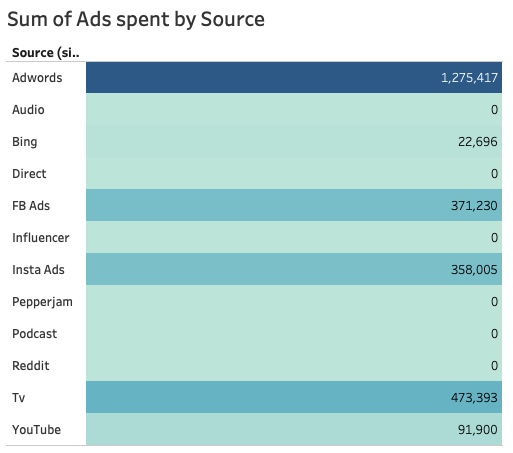 Sum of Ads spent by Source
Source (si..
Adwords 1,275,417
Audio 0
Bing 22,696
Direct 0
FB Ads 371,230
Influencer 0
Insta Ads 358,005
Pepperjam 0
Podcast 0
Reddit 0
Tv 473,393
YouTube 91,900